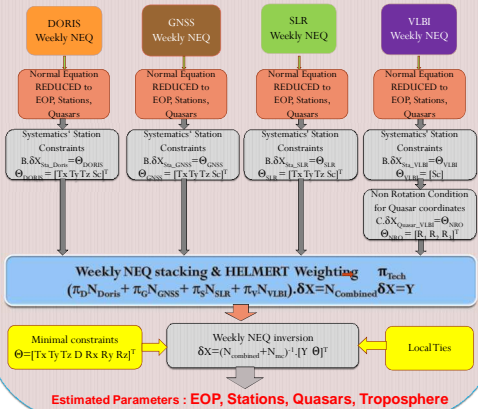 DORIS
Weekly NEQ
GNSS
Weekly NEQ
SLR
Weekly NEQ
VLBI
Weekly NEQ
Normal Equation
REDUCED to
EOP, Stations,
Quasars
Normal Equation
REDUCED to
EOP, Stations,
Quasars
Normal Equation
REDUCED to
EOP, Stations,
Quasars
Normal Equation
REDUCED to
EOP, Stations,
Quasars
Systematics' Station
Constraints
B.δX_Sta_Doris=Θ_DORIS
Θ_DORIS= [Tx Ty Tz Sc]^T
Systematics' Station
Constraints
B.δX_Sta_GNSS=Θ_GNSS
Θ_GNSS= [Tx Ty Tz Sc]^T
Systematics' Station
Constraints
B.δX_Sta_SLR=Θ_SLR
Θ_SLR= [Tx Ty Tz Sc]^T
Systematics' Station
Constraints
B.δX_Sta_VLBI=Θ_VLBI
Θ_VLBI= [Sc]
Non Rotation Condition
for Quasar coordinates
C.δX_Quasar_VLBI=Θ_NRO
Θ_NRO= [R, R, R,]^T
Weekly NEQ stacking & HELMERT Weighting π_Tech
(π_D N_Doris+ π_G N_GNSS+ π_S N_SLR+ π_V N_VLBI).δX=N_Combined δX=Y
Minimal constraints
Θ=[Tx Ty Tz D Rx Ry Rz]^T
Weekly NEQ inversion
δX=(N_combined+N_mc)^-1.[Y Θ]^T
Local Ties
Estimated Parameters : EOP, Stations, Quasars, Troposphere